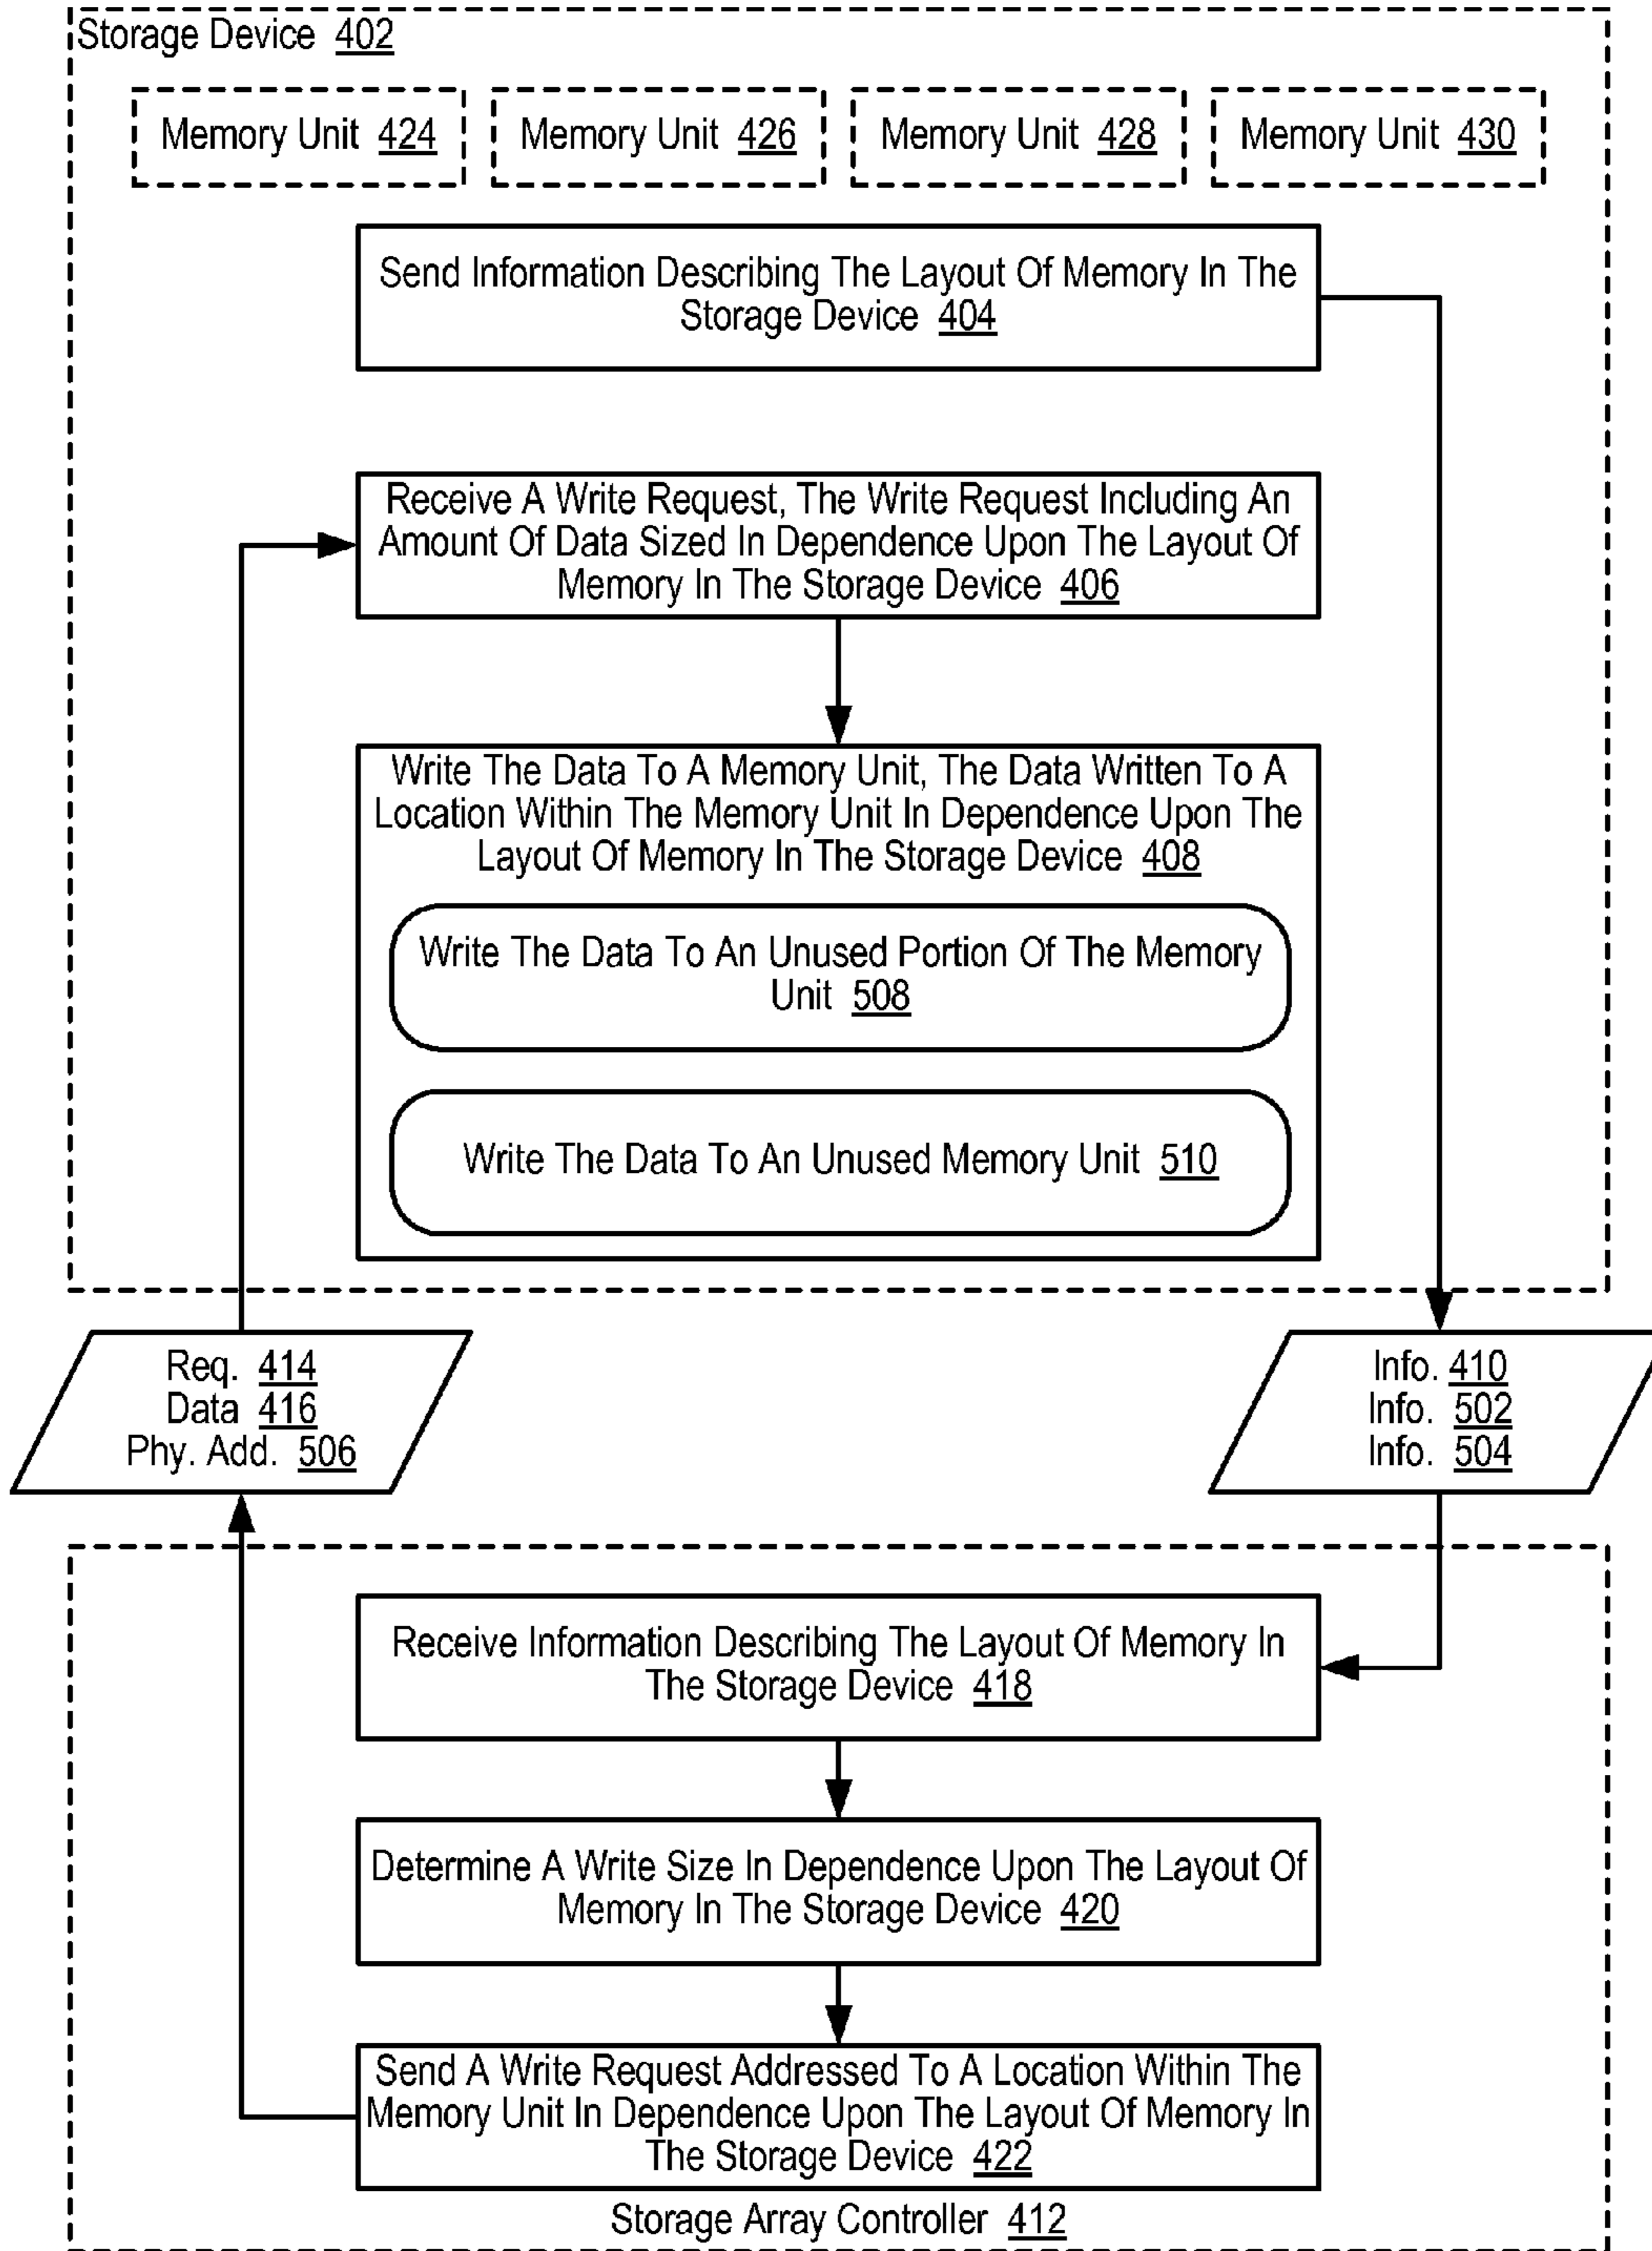 Storage Device 402
Memory Unit 424
Memory Unit 426
Memory Unit 428
Memory Unit 430
Send Information Describing The Layout Of Memory In The
Storage Device 404
Receive A Write Request, The Write Request Including An
Amount Of Data Sized In Dependence Upon The Layout Of
Memory In The Storage Device 406
Write The Data To A Memory Unit, The Data Written To A
Location Within The Memory Unit In Dependence Upon The
Layout Of Memory In The Storage Device 408
Write The Data To An Unused Portion Of The Memory
Unit 508
Write The Data To An Unused Memory Unit 510
Req. 414
Data 416
Phy. Add. 506
Info. 410
Info. 502
Info. 504
Receive Information Describing The Layout Of Memory In
The Storage Device 418
Determine A Write Size In Dependence Upon The Layout Of
Memory In The Storage Device 420
Send A Write Request Addressed To A Location Within The
Memory Unit In Dependence Upon The Layout Of Memory In
The Storage Device 422
Storage Array Controller 412